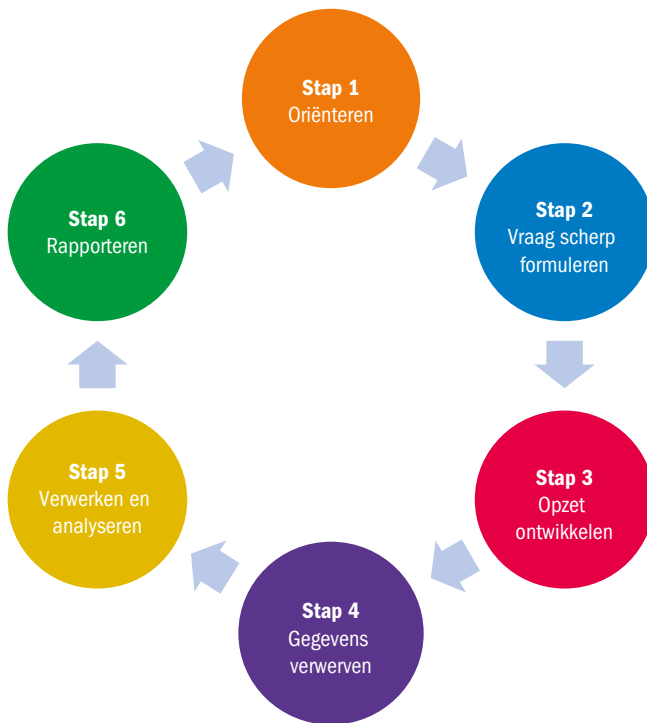 Stap 1
Oriënteren
Stap 2
Vraag scherp
formuleren
Stap 3
Opzet
ontwikkelen
Stap 4
Gegevens
verwerven
Stap 5
Verwerken en
analyseren
Stap 6
Rapporteren